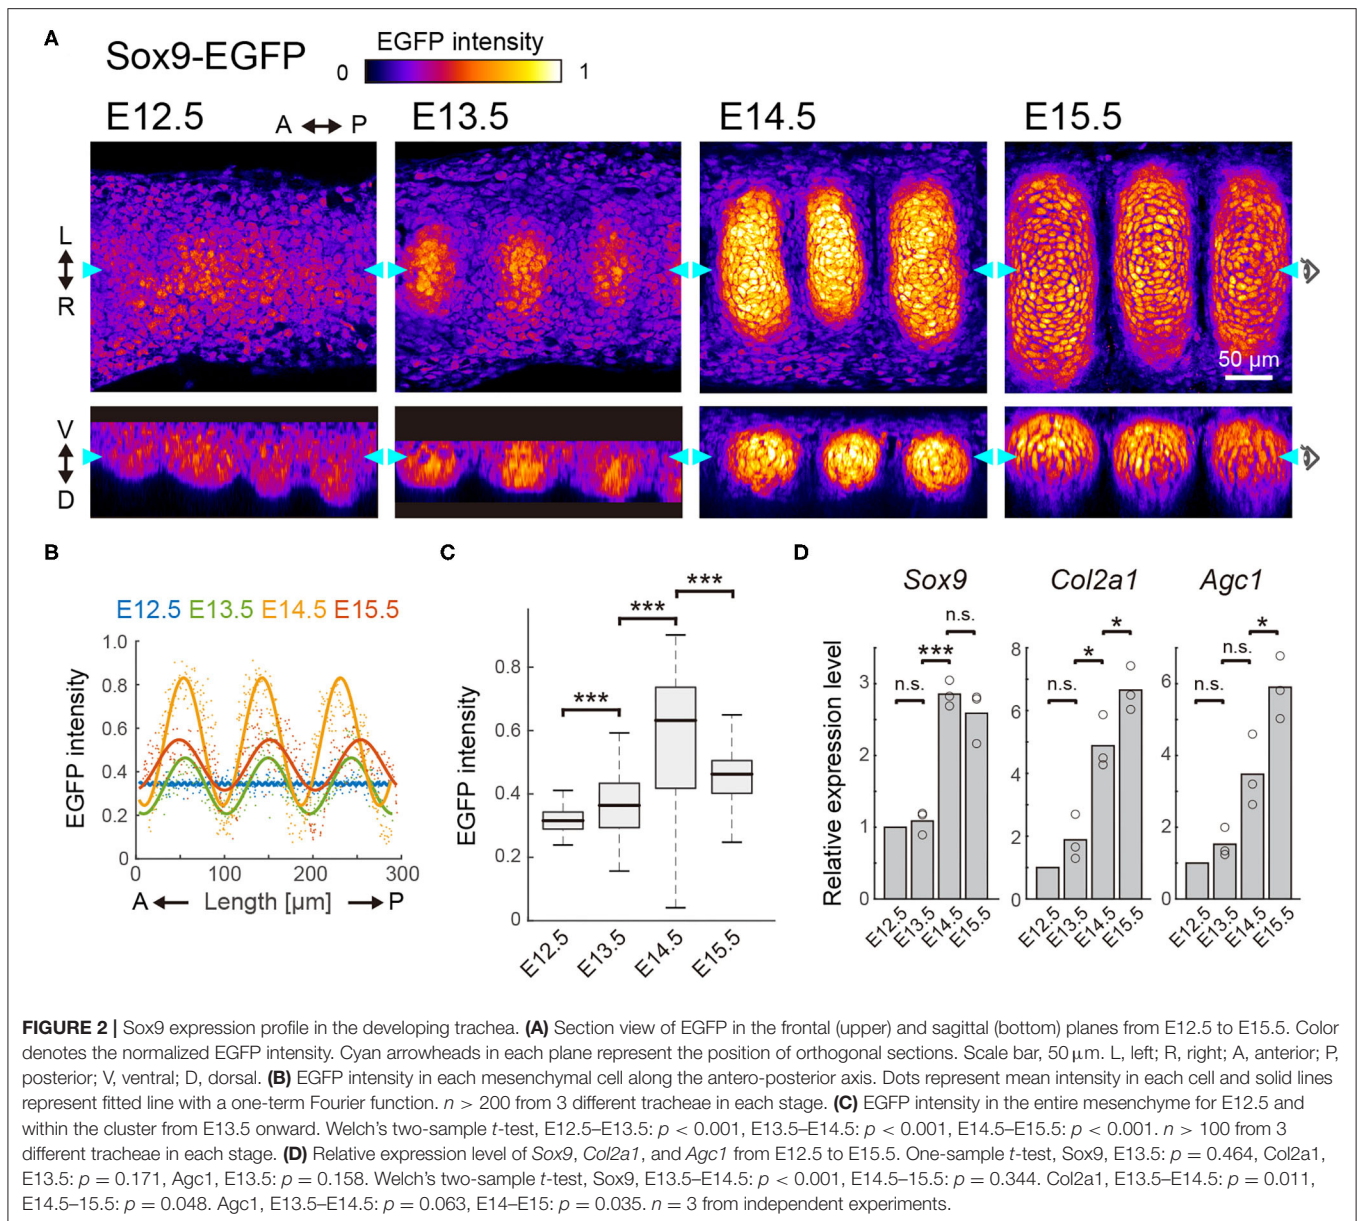 A
Sox9-EGFP
EGFP intensity
0 1
E12.5 A P E13.5 E14.5 E15.5
L
R
50 µm
V
D
B
E12.5 E13.5 E14.5 E15.5
EGFP intensity
1.0
0.8
0.6
0.4
0.2
0
0 100 200 300
A Length [µm] P
C
***
***
***
EGFP intensity
0.8
0.6
0.4
0.2
0
E12.5 E13.5 E14.5 E15.5
D
Relative expression level
Sox9
n.s.
***
n.s.
3
2
1
0
E12.5 E13.5 E14.5 E15.5
Col2a1
*
*
n.s.
8
6
4
2
0
E12.5 E13.5 E14.5 E15.5
Agc1
*
n.s.
n.s.
6
4
2
0
E12.5 E13.5 E14.5 E15.5
FIGURE 2 | Sox9 expression profile in the developing trachea. (A) Section view of EGFP in the frontal (upper) and sagittal (bottom) planes from E12.5 to E15.5. Color
denotes the normalized EGFP intensity. Cyan arrowheads in each plane represent the position of orthogonal sections. Scale bar, 50 µm. L, left; R, right; A, anterior; P,
posterior; V, ventral; D, dorsal. (B) EGFP intensity in each mesenchymal cell along the antero-posterior axis. Dots represent mean intensity in each cell and solid lines
represent fitted line with a one-term Fourier function. n > 200 from 3 different tracheae in each stage. (C) EGFP intensity in the entire mesenchyme for E12.5 and
within the cluster from E13.5 onward. Welch's two-sample t-test, E12.5–E13.5: p < 0.001, E13.5–E14.5: p < 0.001, E14.5–E15.5: p < 0.001. n > 100 from 3
different tracheae in each stage. (D) Relative expression level of Sox9, Col2a1, and Agc1 from E12.5 to E15.5. One-sample t-test, Sox9, E13.5: p = 0.464, Col2a1,
E13.5: p = 0.171, Agc1, E13.5: p = 0.158. Welch's two-sample t-test, Sox9, E13.5–E14.5: p < 0.001, E14.5–15.5: p = 0.344. Col2a1, E13.5–E14.5: p = 0.011,
E14.5–15.5: p = 0.048. Agc1, E13.5–E14.5: p = 0.063, E14–E15: p = 0.035. n = 3 from independent experiments.